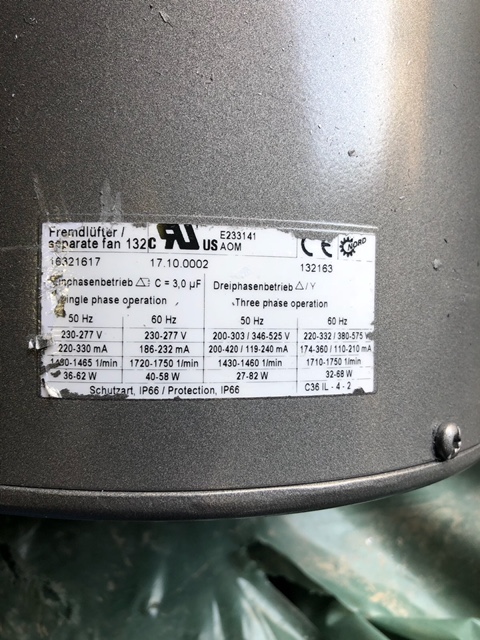 Fremdlüfter /
separate fan 132 C RU US E233141
AOM CE NORD
16321617 17.10.0002 132163
Einphasenbetrieb C = 3,0 µF Dreiphasenbetrieb △/Y
Single phase operation Three phase operation
50 Hz 60 Hz 50 Hz 60 Hz
230-277 V 230-277 V 200-303 / 346-525 V 220-332 / 380-575 V
220-330 mA 186-232 mA 200-420 / 119-240 mA 174-360 / 110-210 mA
1430-1465 1/min 1720-1750 1/min 1430-1460 1/min 1710-1750 1/min
36-62 W 40-58 W 27-82 W 32-68 W
Schutzart, IP66 / Protection, IP66 C36 IL - 4 - 2